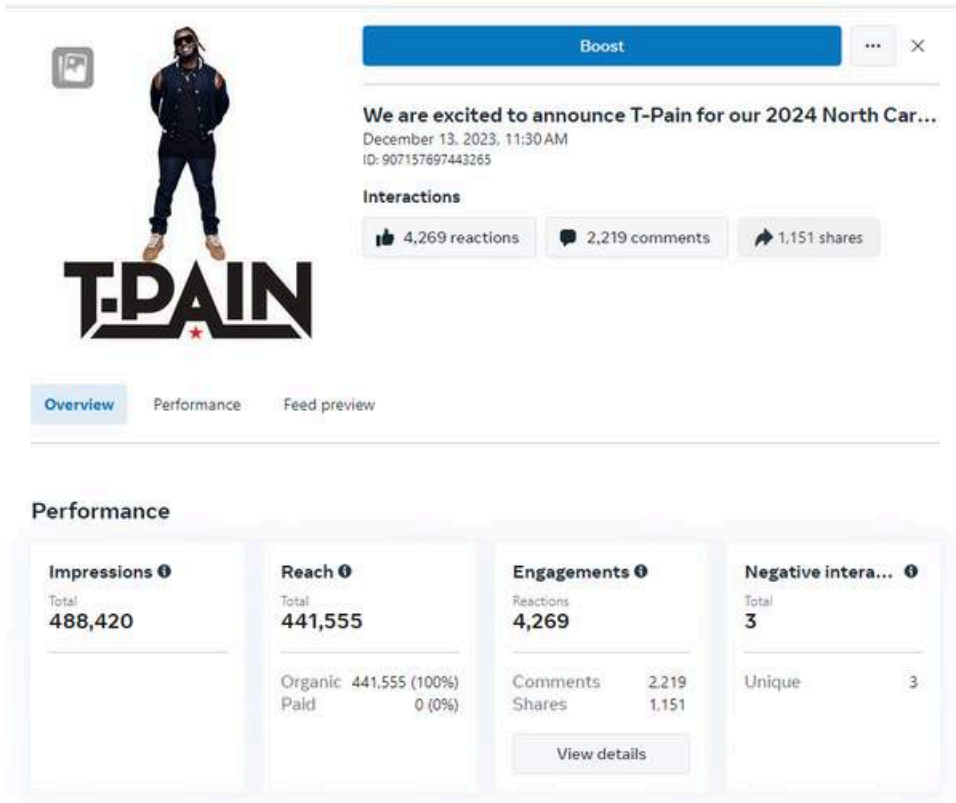 Boost
...
We are excited to announce T-Pain for our 2024 North Car...
December 13, 2023, 11:30 AM
ID: 907157697443265
Interactions
4,269 reactions
2,219 comments
1,151 shares
T-PAIN
Overview
Performance
Feed preview
Performance
Impressions
Total
488,420
Reach
Total
441,555
Organic 441,555 (100%)
Paid 0 (0%)
Engagements
Reactions
4,269
Comments 2,219
Shares 1,151
View details
Negative intera...
Total
3
Unique 3